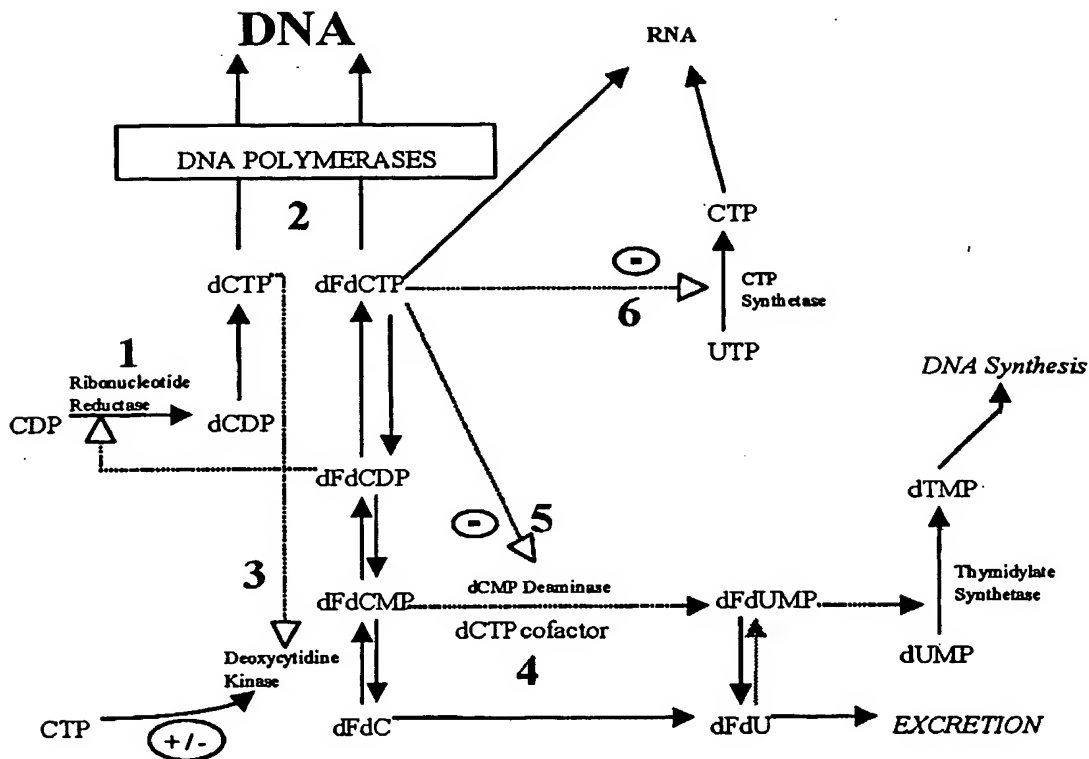 DNA
RNA
DNA POLYMERASES
2
CTP
dCTP
dFdCTP
-
CTP
Synthetase
6
UTP
1
Ribonucleotide
Reductase
DNA Synthesis
CDP
dCDP
dFdCDP
dTMP
-
5
3
dCMP Deaminase
Thymidylate
Synthetase
dFdCMP
dFdUMP
dCTP cofactor
dUMP
4
Deoxycytidine
Kinase
CTP
+/-
dFdC
dFdU
EXCRETION